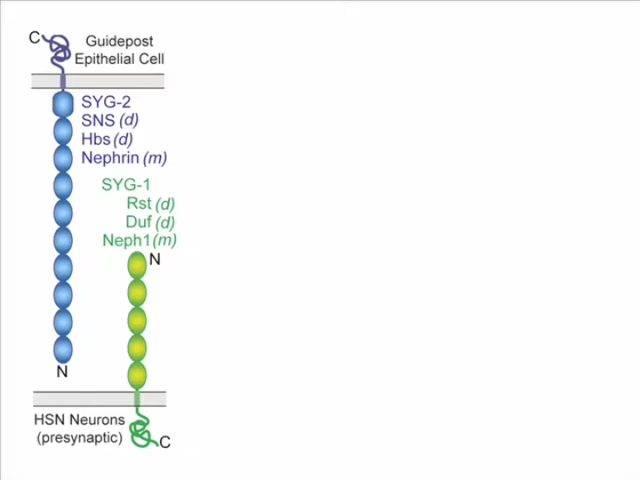 C
Guidepost
Epithelial Cell
SYG-2
SNS (d)
Hbs (d)
Nephrin (m)
SYG-1
Rst (d)
Duf (d)
Neph1 (m)
N
N
HSN Neurons
(presynaptic)
C